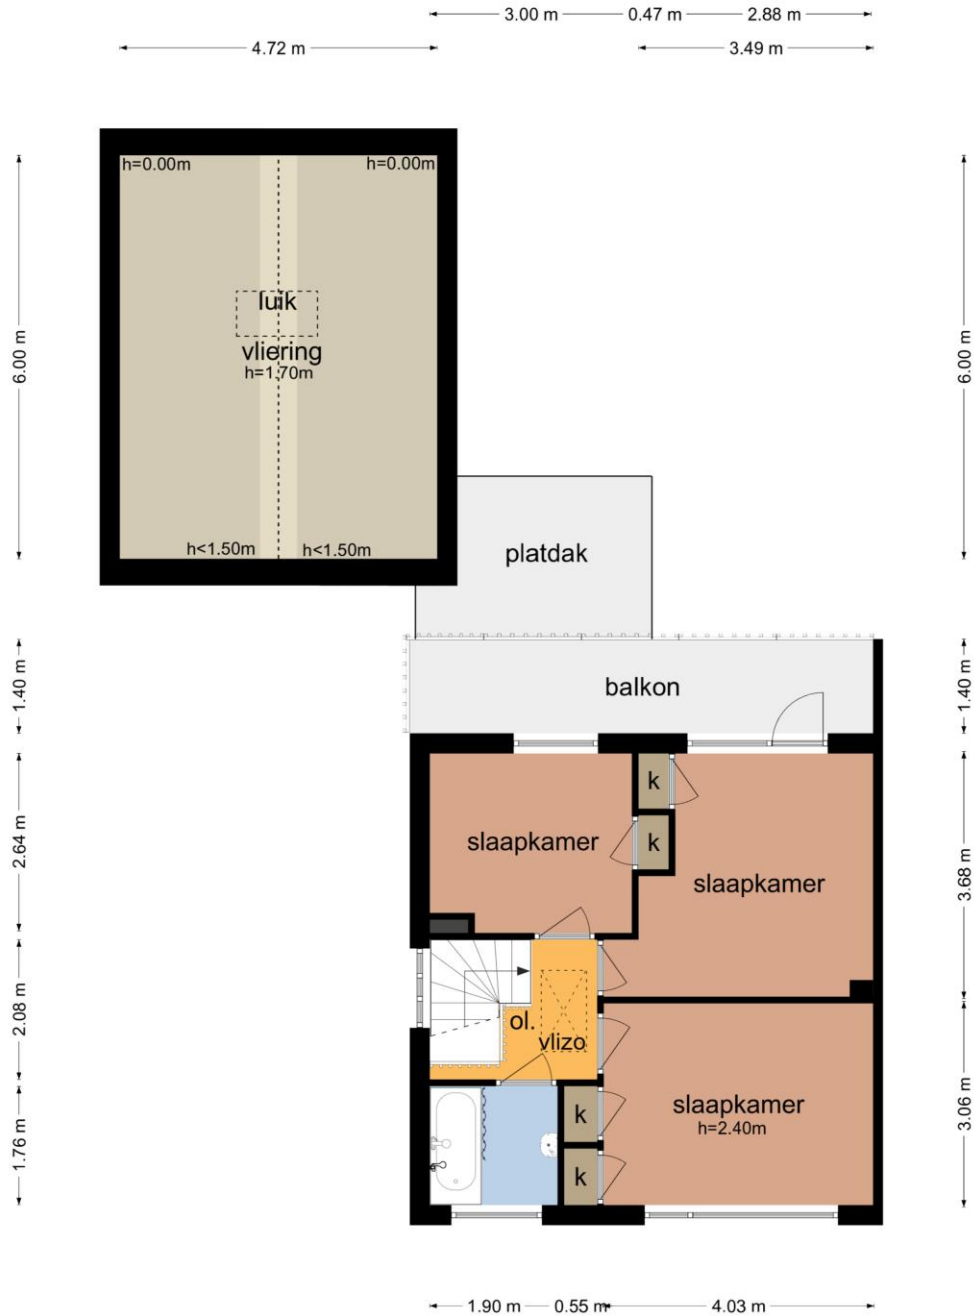 3.00 m 0.47 m 2.88 m
4.72 m 3.49 m
h=0.00m h=0.00m
6.00 m
6.00 m
luik
vliering
h=1.70m
h<1.50m h<1.50m
platdak
1.40 m
1.40 m
balkon
2.64 m
3.68 m
k
k
slaapkamer
slaapkamer
2.08 m
ol.
vlizo
1.76 m
3.06 m
k
k
slaapkamer
h=2.40m
1.90 m 0.55 m 4.03 m